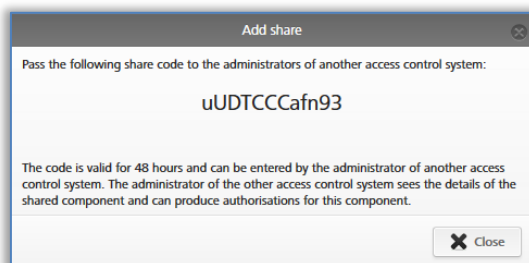 Add share
Pass the following share code to the administrators of another access control system:
uUDTCCCafn93
The code is valid for 48 hours and can be entered by the administrator of another access
control system. The administrator of the other access control system sees the details of the
shared component and can produce authorisations for this component.
Close